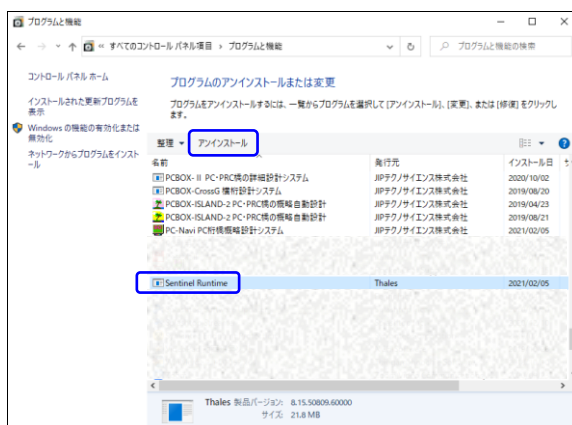 プログラムと機能
すべてのコントロール パネル項目 › プログラムと機能
プログラムと機能の検索
コントロール パネル ホーム
インストールされた更新プログラムを
表示
Windows の機能の有効化または
無効化
ネットワークからプログラムをインスト
ール
プログラムのアンインストールまたは変更
プログラムをアンインストールするには、一覧からプログラムを選択して [アンインストール]、[変更]、または [修復] をクリックし
ます。
整理 アンインストール
名前 発行元 インストール日
PCBOX-Ⅱ PC・PRC橋の詳細設計システム JIPテクノサイエンス株式会社 2020/10/02
PCBOX-CrossG 横桁設計システム JIPテクノサイエンス株式会社 2019/08/20
PCBOX-ISLAND-2 PC・PRC橋の概略自動設計 JIPテクノサイエンス株式会社 2019/04/23
PCBOX-ISLAND-2 PC・PRC橋の概略自動設計 JIPテクノサイエンス株式会社 2019/08/21
PC-Navi PC桁橋概略設計システム JIPテクノサイエンス株式会社 2021/02/05
Sentinel Runtime Thales 2021/02/05
Thales 製品バージョン: 8.15.50809.60000
サイズ: 21.8 MB